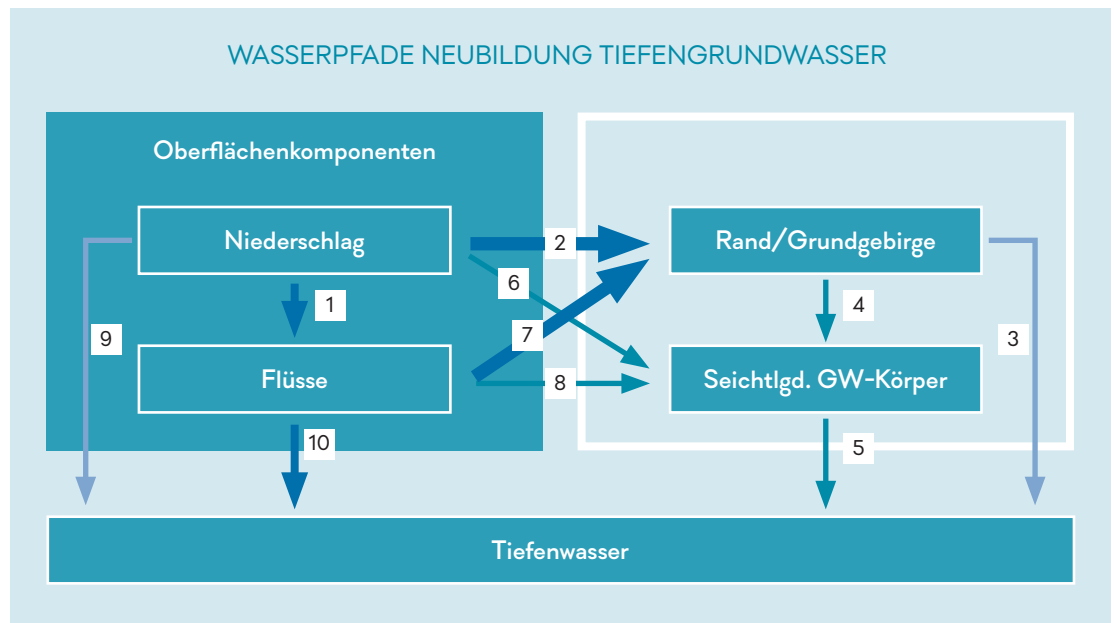 WASSERPFADE NEUBILDUNG TIEFENGRUNDWASSER
Oberflächenkomponenten
Niederschlag
2
Rand/Grundgebirge
6
1
4
7
9
3
Flüsse
8
Seichtlgd. GW-Körper
10
5
Tiefenwasser